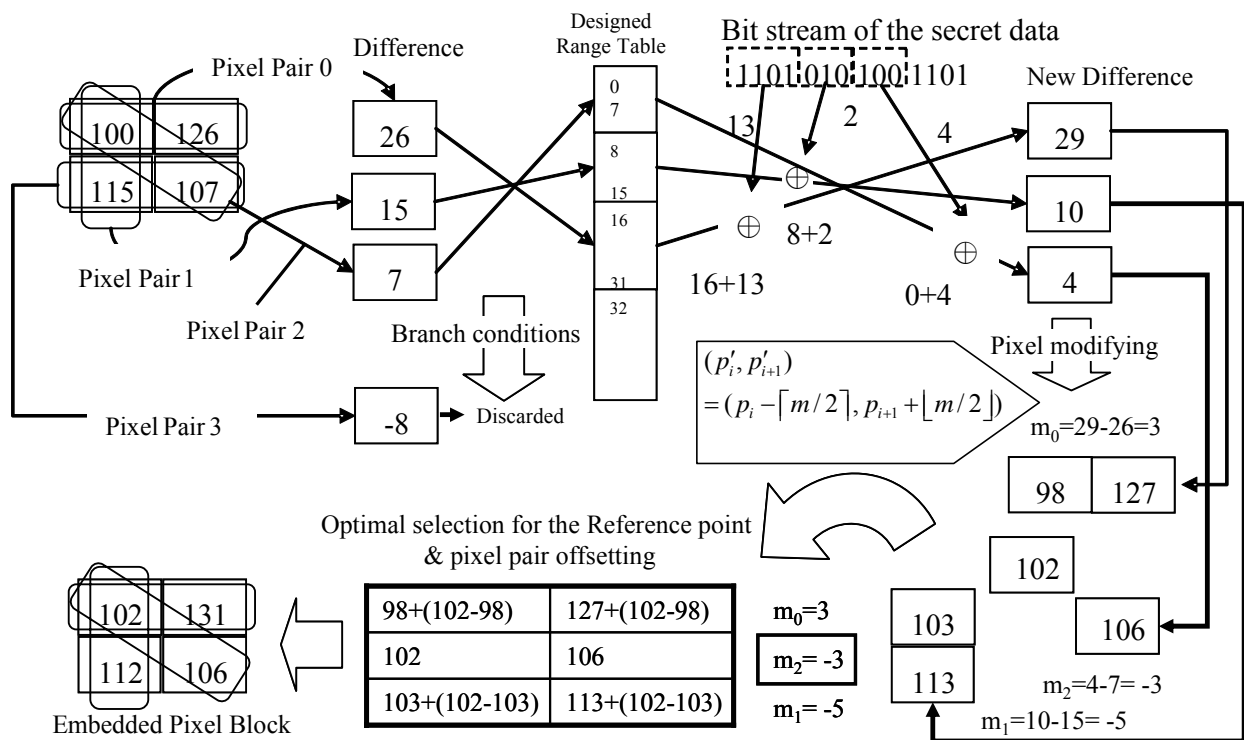 Designed
Range Table
Bit stream of the secret data
Difference
Pixel Pair 0
1101 010 100 1101
New Difference
100 126
115 107
26
15
7
0
7
8
15
16
31
32
13
2
4
29
10
4
8+2
16+13
0+4
Pixel Pair 1
Pixel Pair 2
Branch conditions
Pixel modifying
(p′ᵢ, p′ᵢ₊₁)
=(pᵢ −⌈m/2⌉, pᵢ₊₁ +⌊m/2⌋)
Pixel Pair 3
-8
Discarded
m₀=29-26=3
98 127
102
106
103
113
m₂=4-7= -3
m₁=10-15= -5
Optimal selection for the Reference point
& pixel pair offsetting
98+(102-98) 127+(102-98)
102 106
103+(102-103) 113+(102-103)
m₀=3
m₂= -3
m₁= -5
102 131
112 106
Embedded Pixel Block